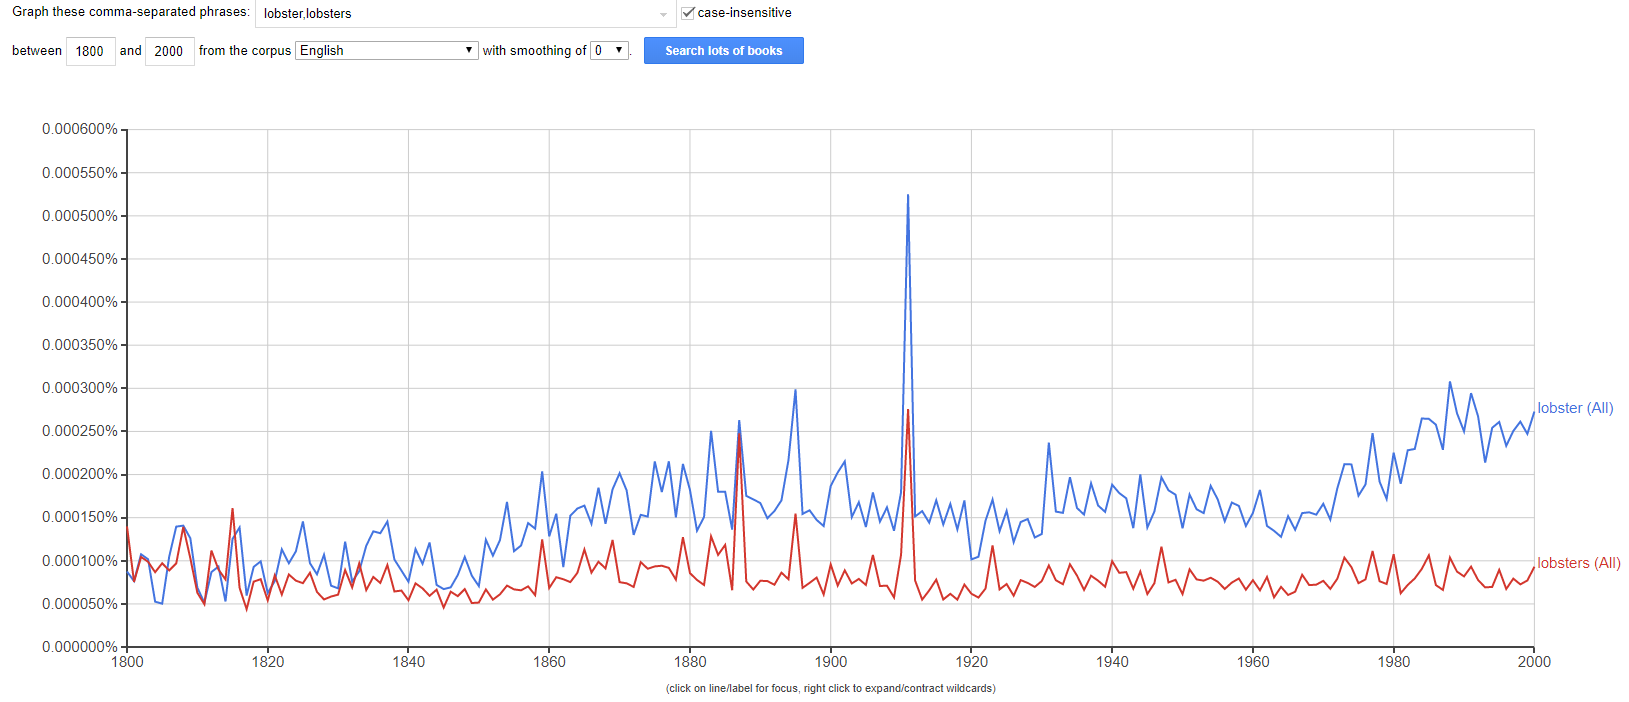 Graph these comma-separated phrases: lobster,lobsters case-insensitive
between 1800 and 2000 from the corpus English with smoothing of 0 . Search lots of books
0.000600%
0.000550%
0.000500%
0.000450%
0.000400%
0.000350%
0.000300%
0.000250%
lobster (All)
0.000200%
0.000150%
0.000100%
lobsters (All)
0.000050%
0.000000%
1800 1820 1840 1860 1880 1900 1920 1940 1960 1980 2000
(click on line/label for focus, right click to expand/contract wildcards)